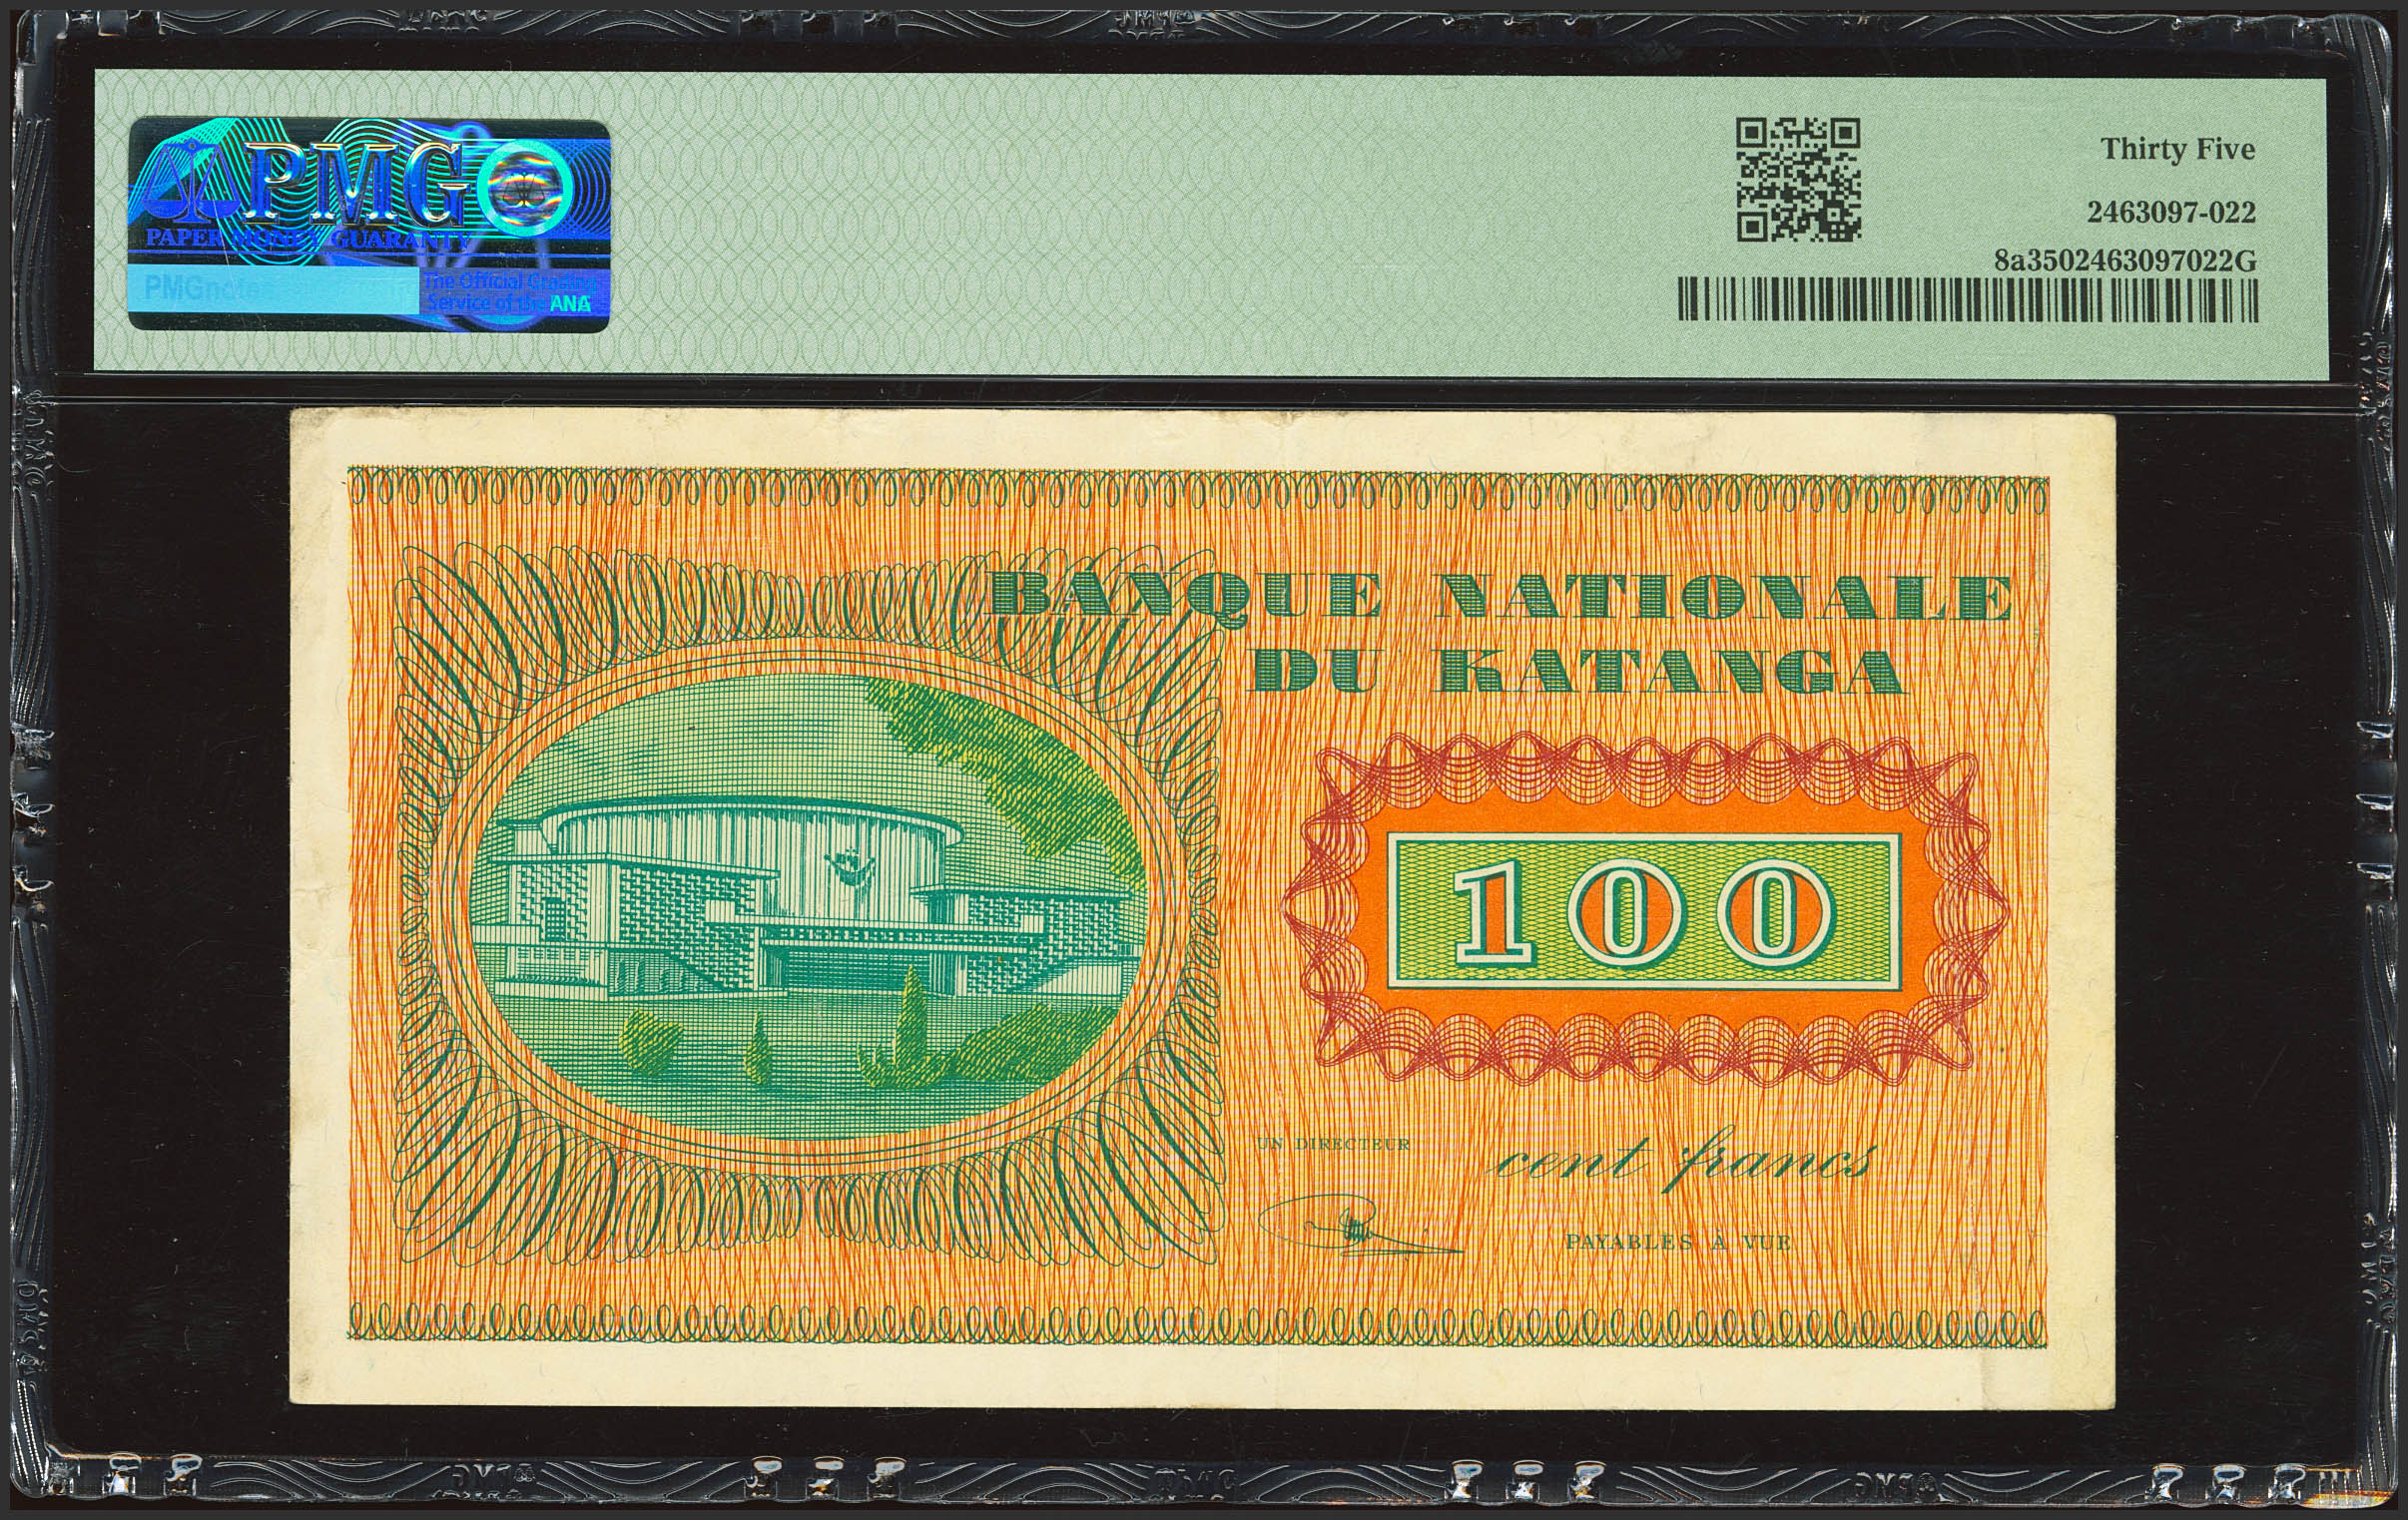 PMG
PAPER MONEY GUARANTY
PMGnotes
The Official Grading
Service of the ANA
Thirty Five
2463097-022
8a3502463097022G
BANQUE NATIONALE
DU KATANGA
100
UN DIRECTEUR
cent francs
PAYABLES À VUE